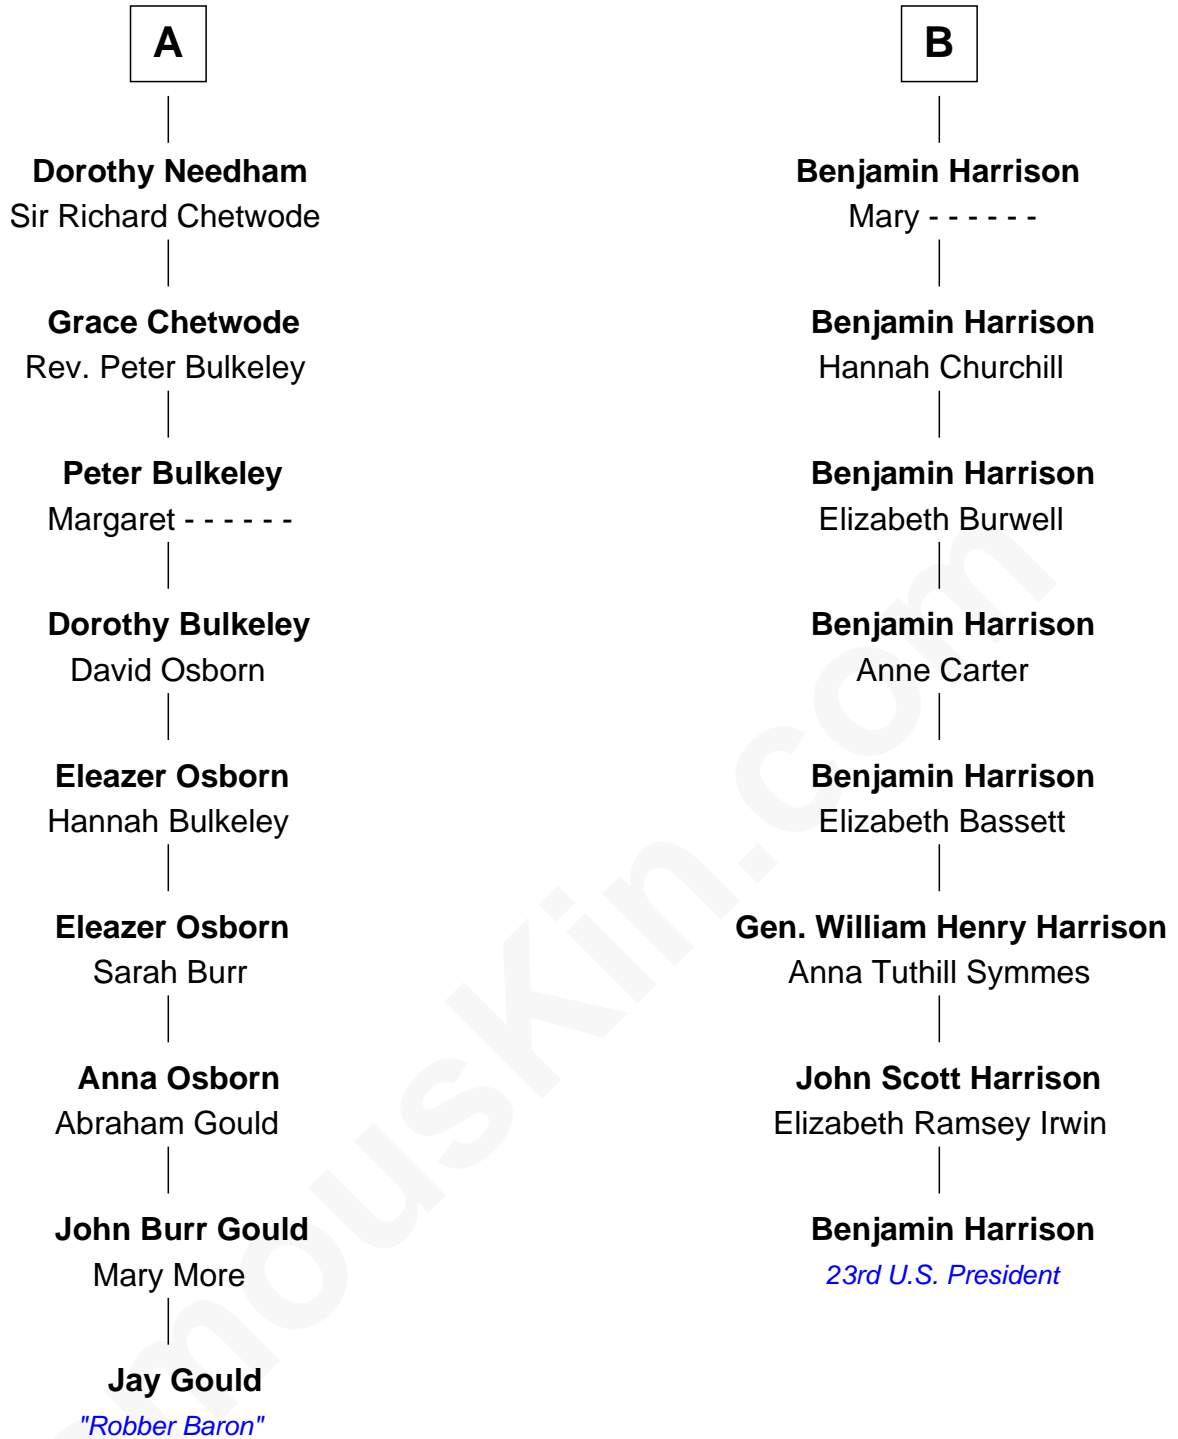 A
Dorothy Needham
Sir Richard Chetwode
Grace Chetwode
Rev. Peter Bulkeley
Peter Bulkeley
Margaret - - - - - -
Dorothy Bulkeley
David Osborn
Eleazer Osborn
Hannah Bulkeley
Eleazer Osborn
Sarah Burr
Anna Osborn
Abraham Gould
John Burr Gould
Mary More
Jay Gould
"Robber Baron"
B
Benjamin Harrison
Mary - - - - - -
Benjamin Harrison
Hannah Churchill
Benjamin Harrison
Elizabeth Burwell
Benjamin Harrison
Anne Carter
Benjamin Harrison
Elizabeth Bassett
Gen. William Henry Harrison
Anna Tuthill Symmes
John Scott Harrison
Elizabeth Ramsey Irwin
Benjamin Harrison
23rd U.S. President
mousKin.com